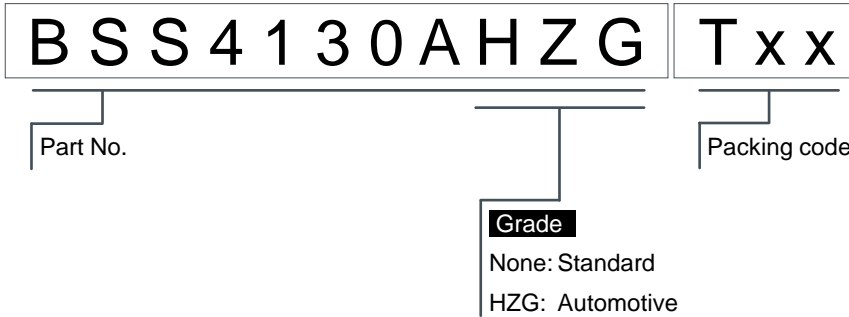 BSS4130AHZG Txx
Part No.
Packing code
Grade
None: Standard
HZG: Automotive